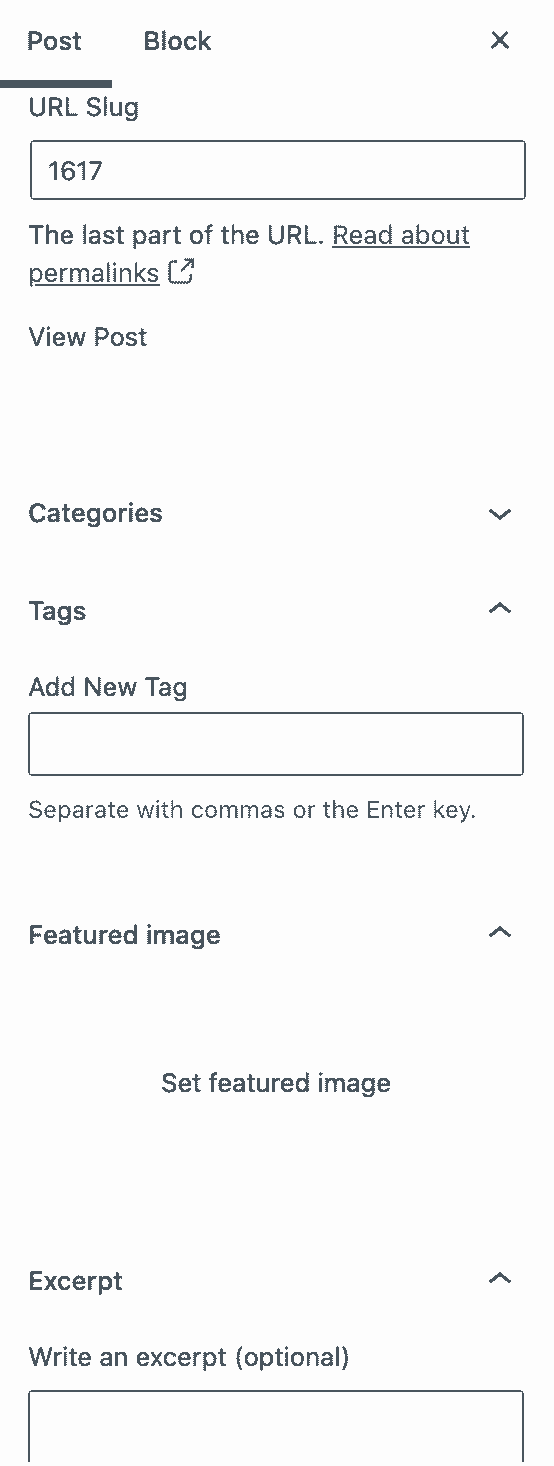 Post Block
URL Slug
1617
The last part of the URL. Read about
permalinks
View Post
Categories
Tags
Add New Tag
Separate with commas or the Enter key.
Featured image
Set featured image
Excerpt
Write an excerpt (optional)